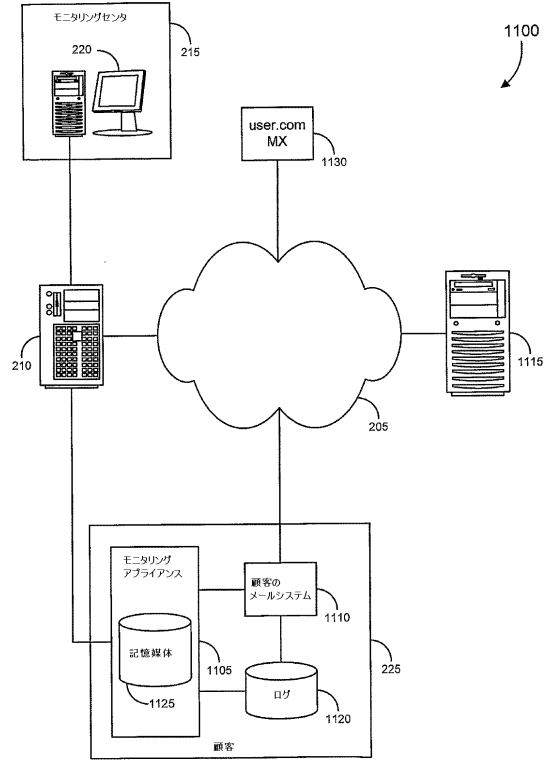 モニタリングセンタ
220
215
1100
user.com
MX
1130
210
1115
205
モニタリング
アプライアンス
顧客の
メールシステム
1110
記憶媒体
1105
225
1125
ログ
1120
顧客